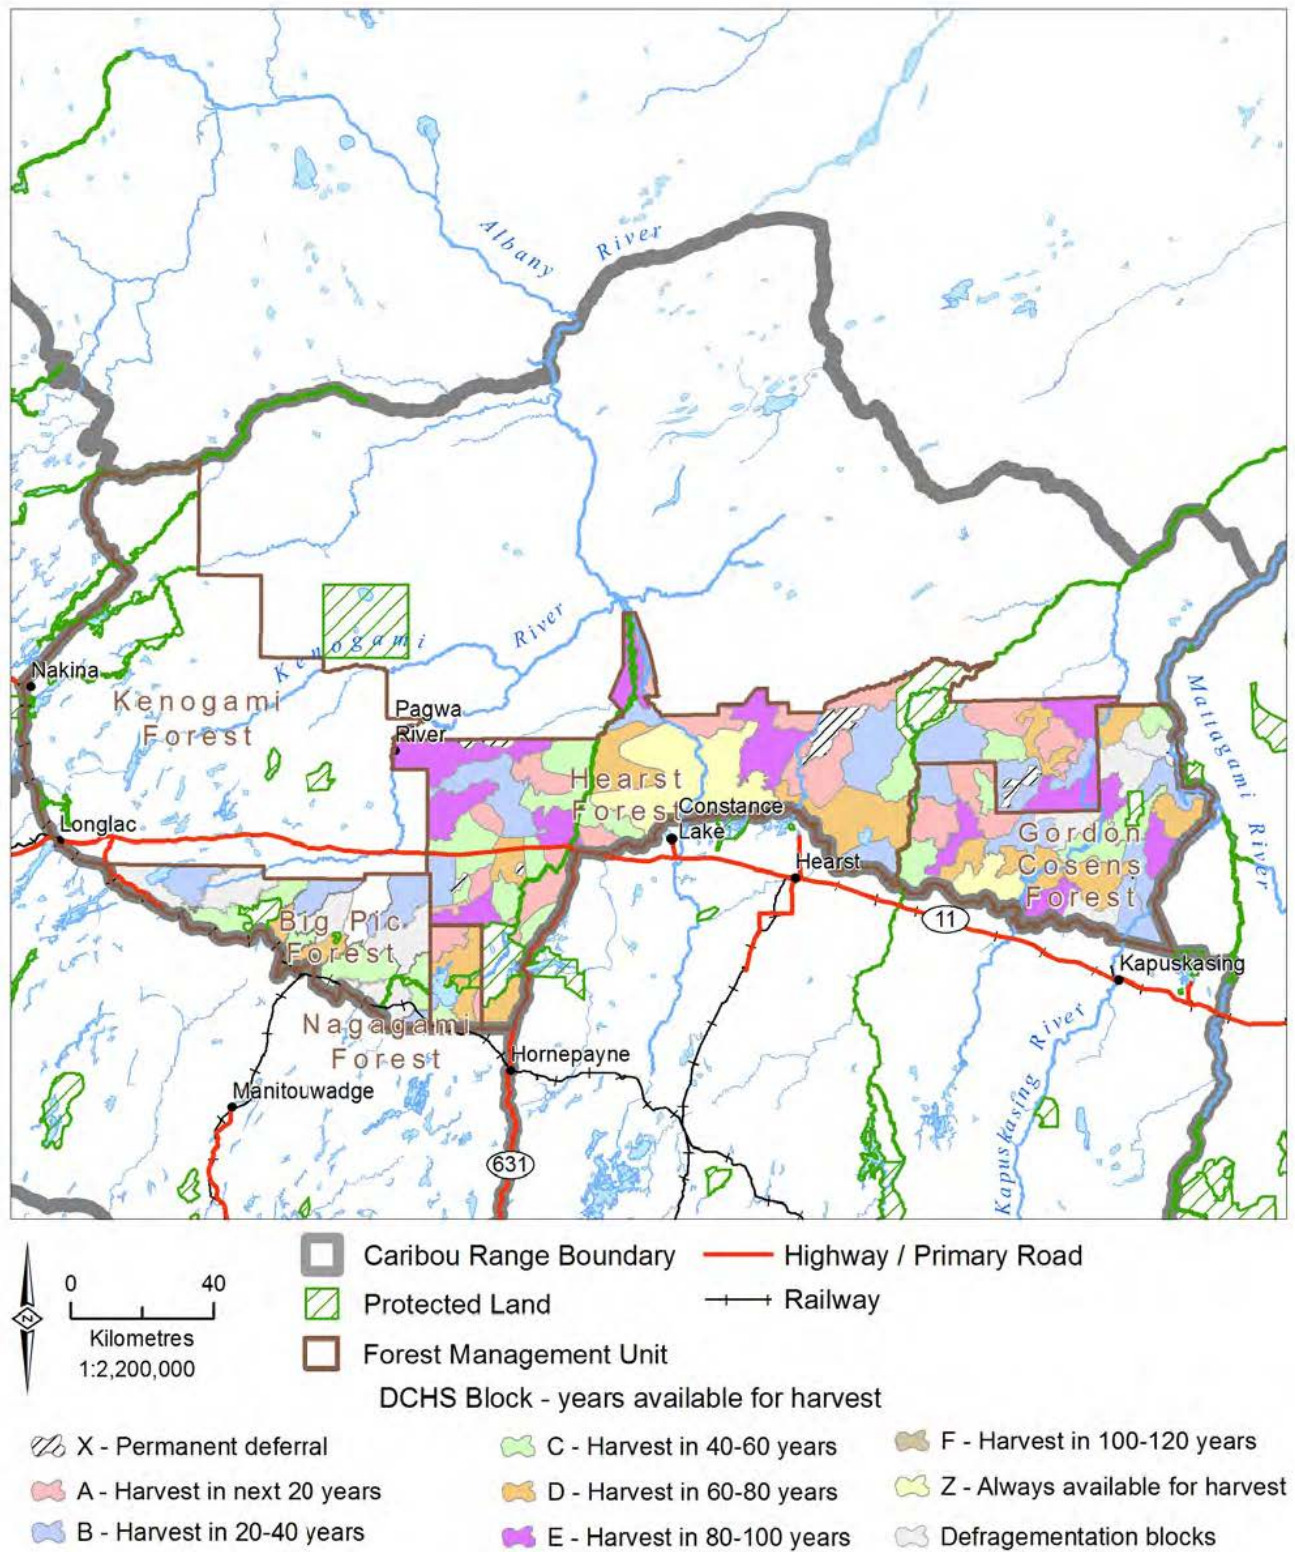 Albany
River
Kenogami
River
Nakina
Kenogami
Forest
Pagwa
River
Mattagami
River
Hearst
Forest
Constance
Lake
Longlac
Hearst
Gordon
Cosens
Forest
Big Pic
Forest
11
Kapuskasing
Nagagami
Forest
Hornepayne
Manitouwadge
Kapuskasing River
631
Caribou Range Boundary
Highway / Primary Road
0 40
Kilometres
1:2,200,000
N
Protected Land
Railway
Forest Management Unit
DCHS Block - years available for harvest
X - Permanent deferral
C - Harvest in 40-60 years
F - Harvest in 100-120 years
A - Harvest in next 20 years
D - Harvest in 60-80 years
Z - Always available for harvest
B - Harvest in 20-40 years
E - Harvest in 80-100 years
Defragementation blocks